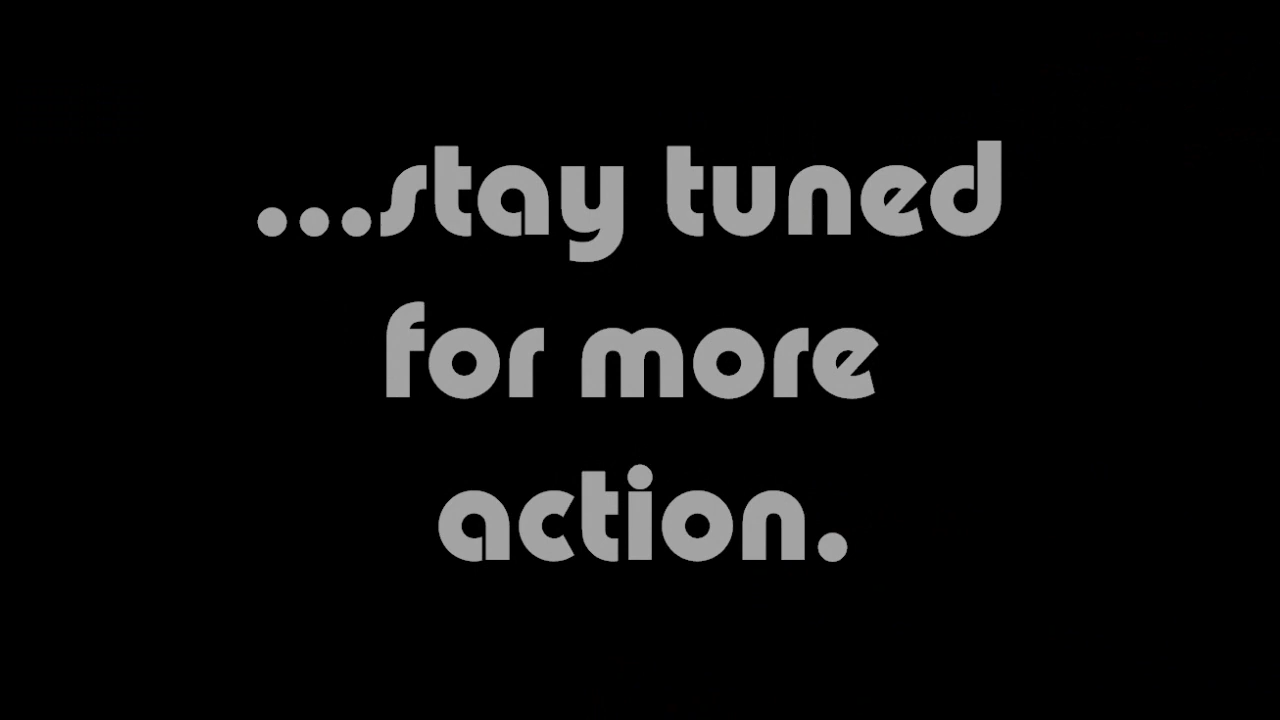 ...stay tuned
for more
action.